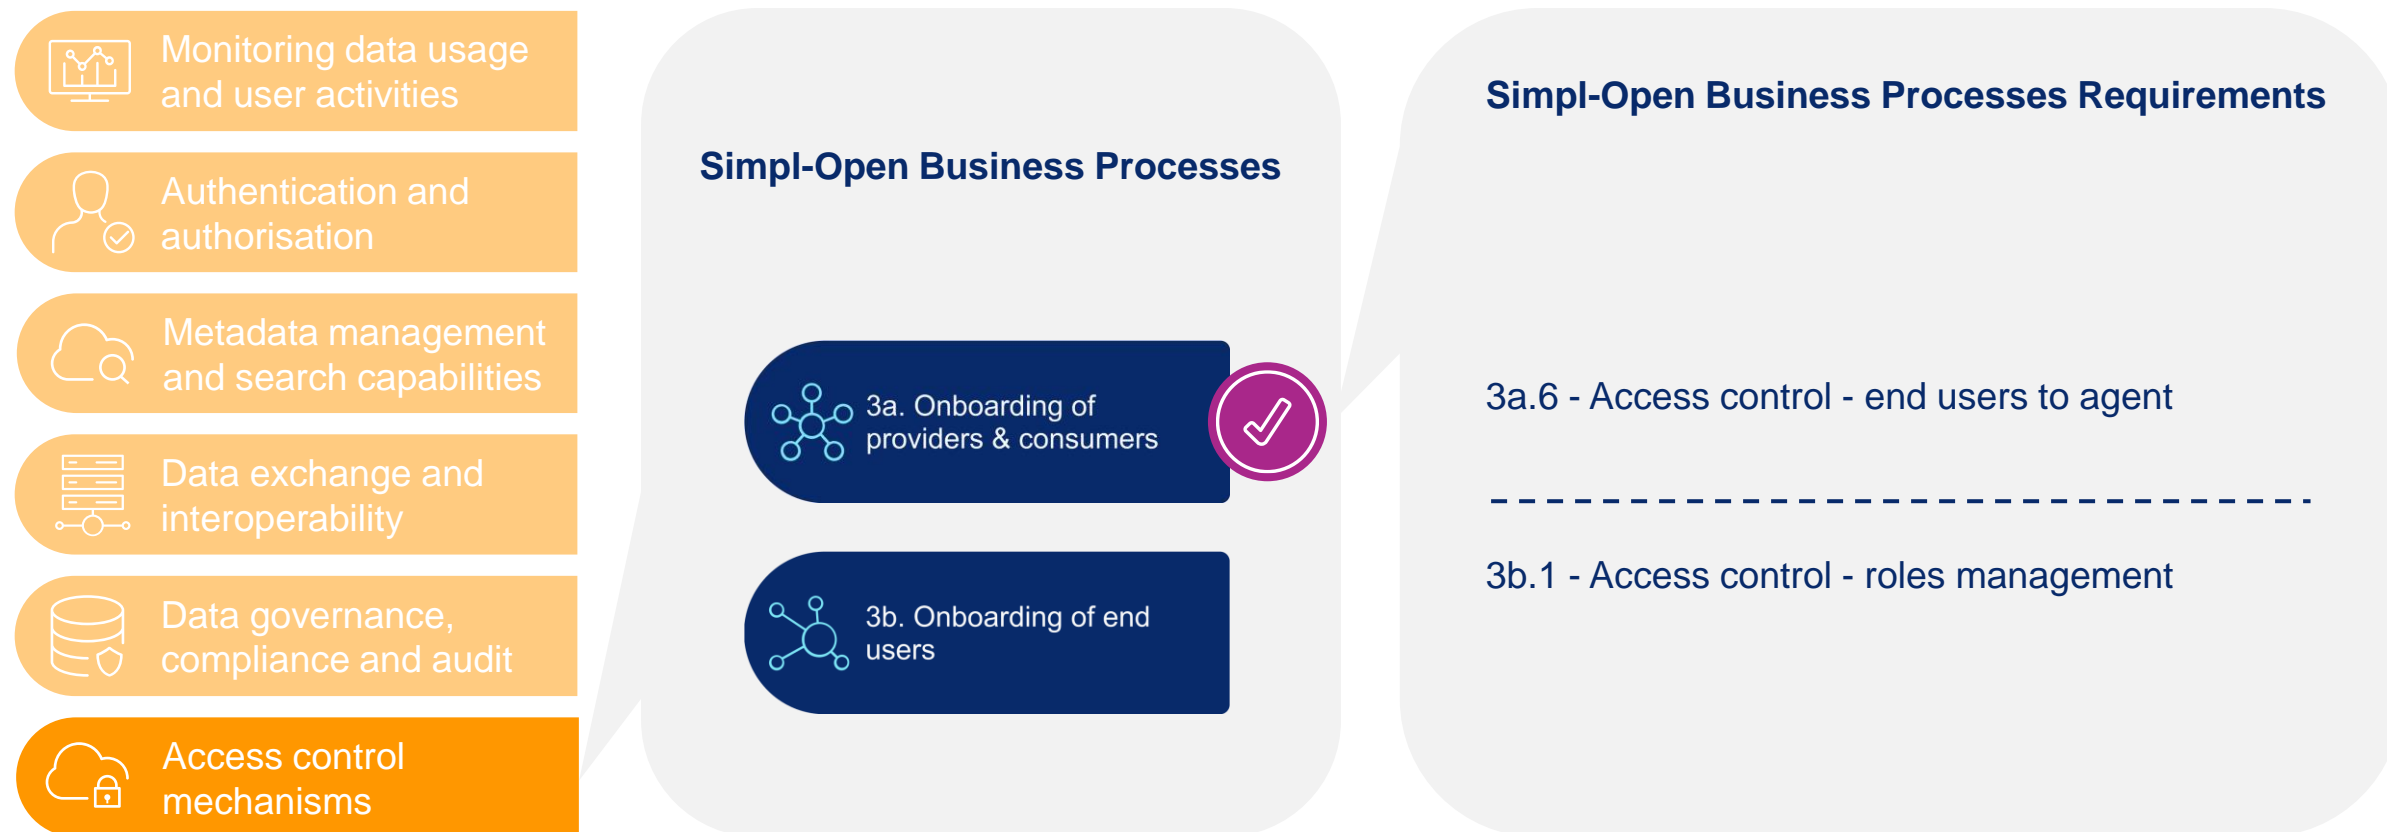 Monitoring data usage
and user activities
Authentication and
authorisation
Metadata management
and search capabilities
Data exchange and
interoperability
Data governance,
compliance and audit
Access control
mechanisms
Simpl-Open Business Processes
3a. Onboarding of
providers & consumers
3b. Onboarding of end
users
Simpl-Open Business Processes Requirements
3a.6 - Access control - end users to agent
3b.1 - Access control - roles management